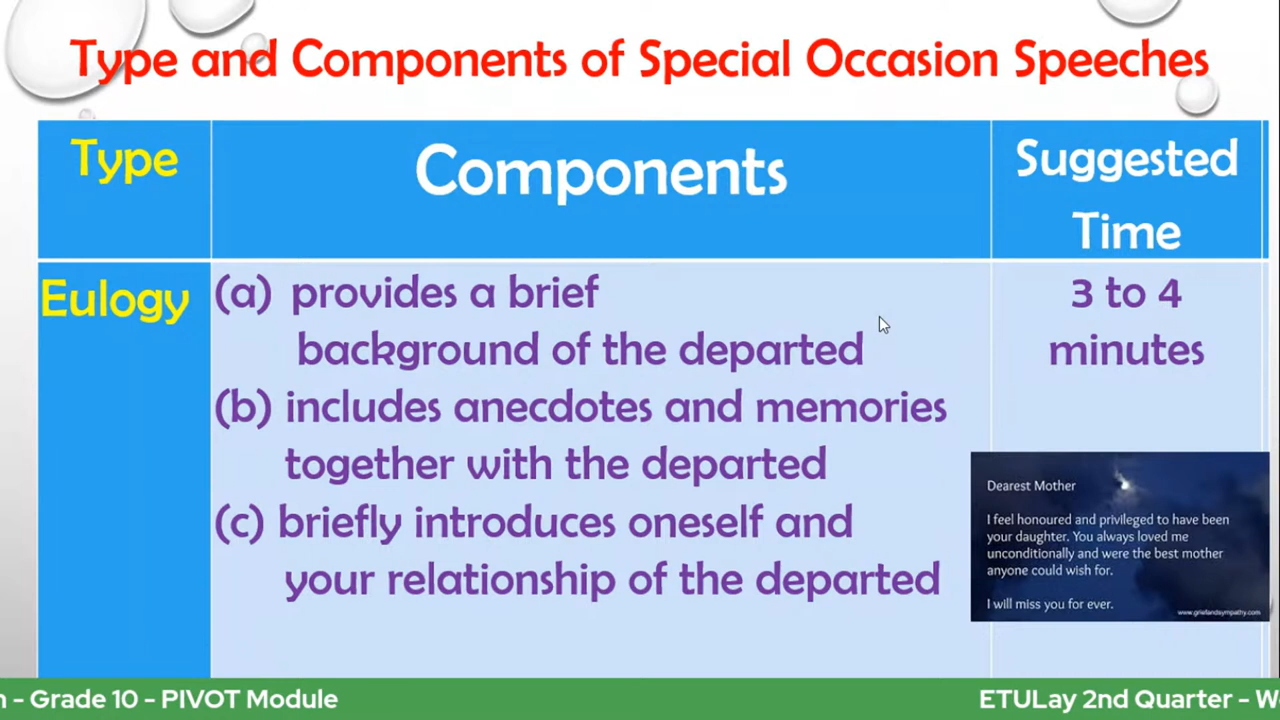 Type and Components of Special Occasion Speeches
Type
Components
Suggested
Time
Eulogy
(a) provides a brief
background of the departed
(b) includes anecdotes and memories
together with the departed
(c) briefly introduces oneself and
your relationship of the departed
3 to 4
minutes
Dearest Mother
I feel honoured and privileged to have been
your daughter. You always loved me
unconditionally and were the best mother
anyone could wish for.
I will miss you for ever.
www.griefandsympathy.com
- Grade 10 - PIVOT Module
ETULay 2nd Quarter -